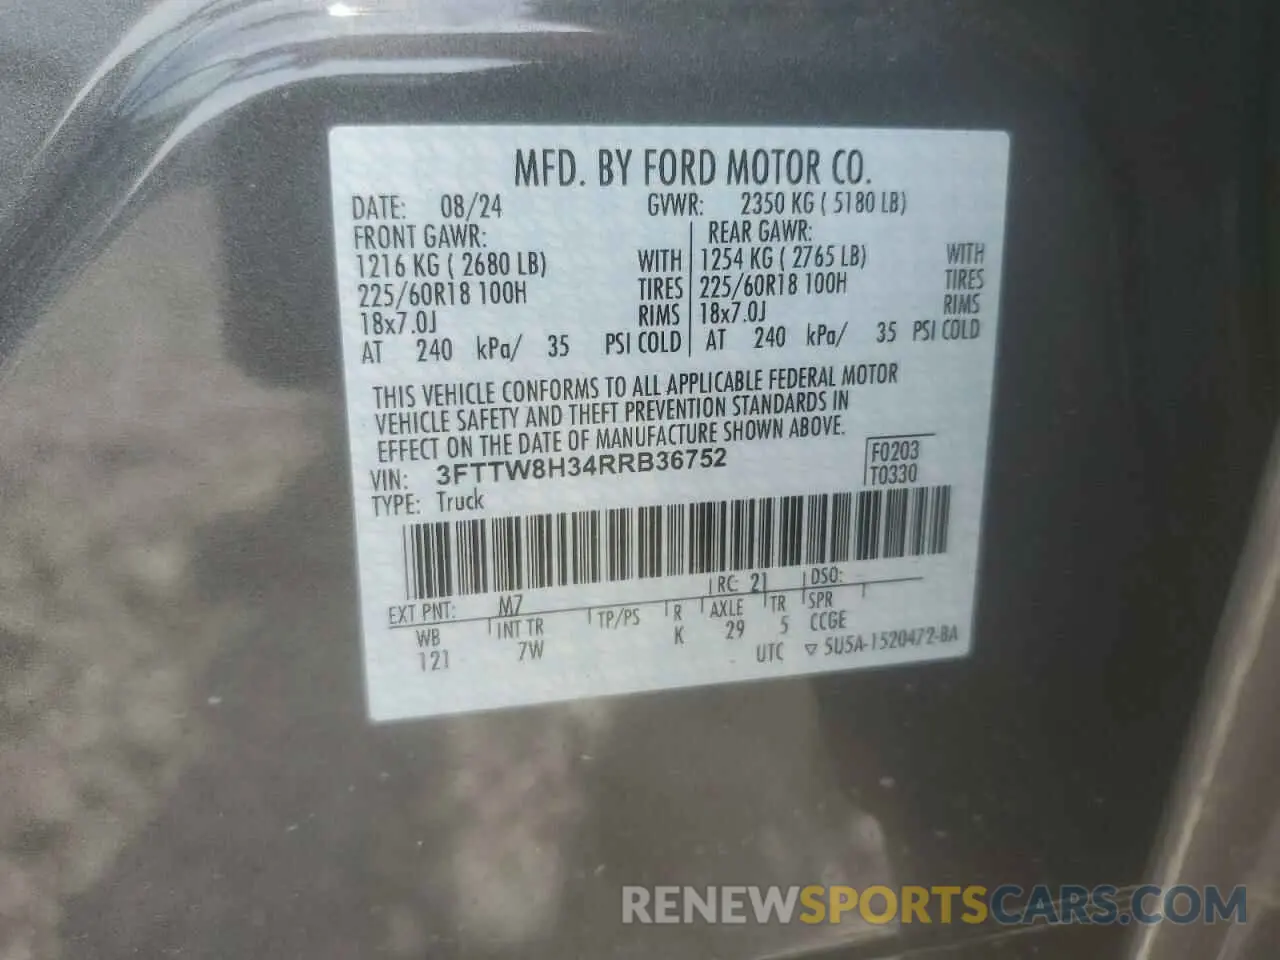 MFD. BY FORD MOTOR CO.
DATE: 08/24 GVWR: 2350 KG ( 5180 LB)
FRONT GAWR: REAR GAWR:
1216 KG ( 2680 LB) WITH 1254 KG ( 2765 LB) WITH
225/60R18 100H TIRES 225/60R18 100H TIRES
18x7.0J RIMS 18x7.0J RIMS
AT 240 kPa/ 35 PSI COLD AT 240 kPa/ 35 PSI COLD
THIS VEHICLE CONFORMS TO ALL APPLICABLE FEDERAL MOTOR
VEHICLE SAFETY AND THEFT PREVENTION STANDARDS IN
EFFECT ON THE DATE OF MANUFACTURE SHOWN ABOVE.
VIN: 3FTTW8H34RRB36752 F0203
TYPE: Truck T0330
EXT PNT: M7 RC: 21 DSO:
WB INT TR TP/PS R AXLE TR SPR
121 7W K 29 5 CCGE
UTC ▽ 5U5A-1520472-BA
RENEWSPORTSCARS.COM